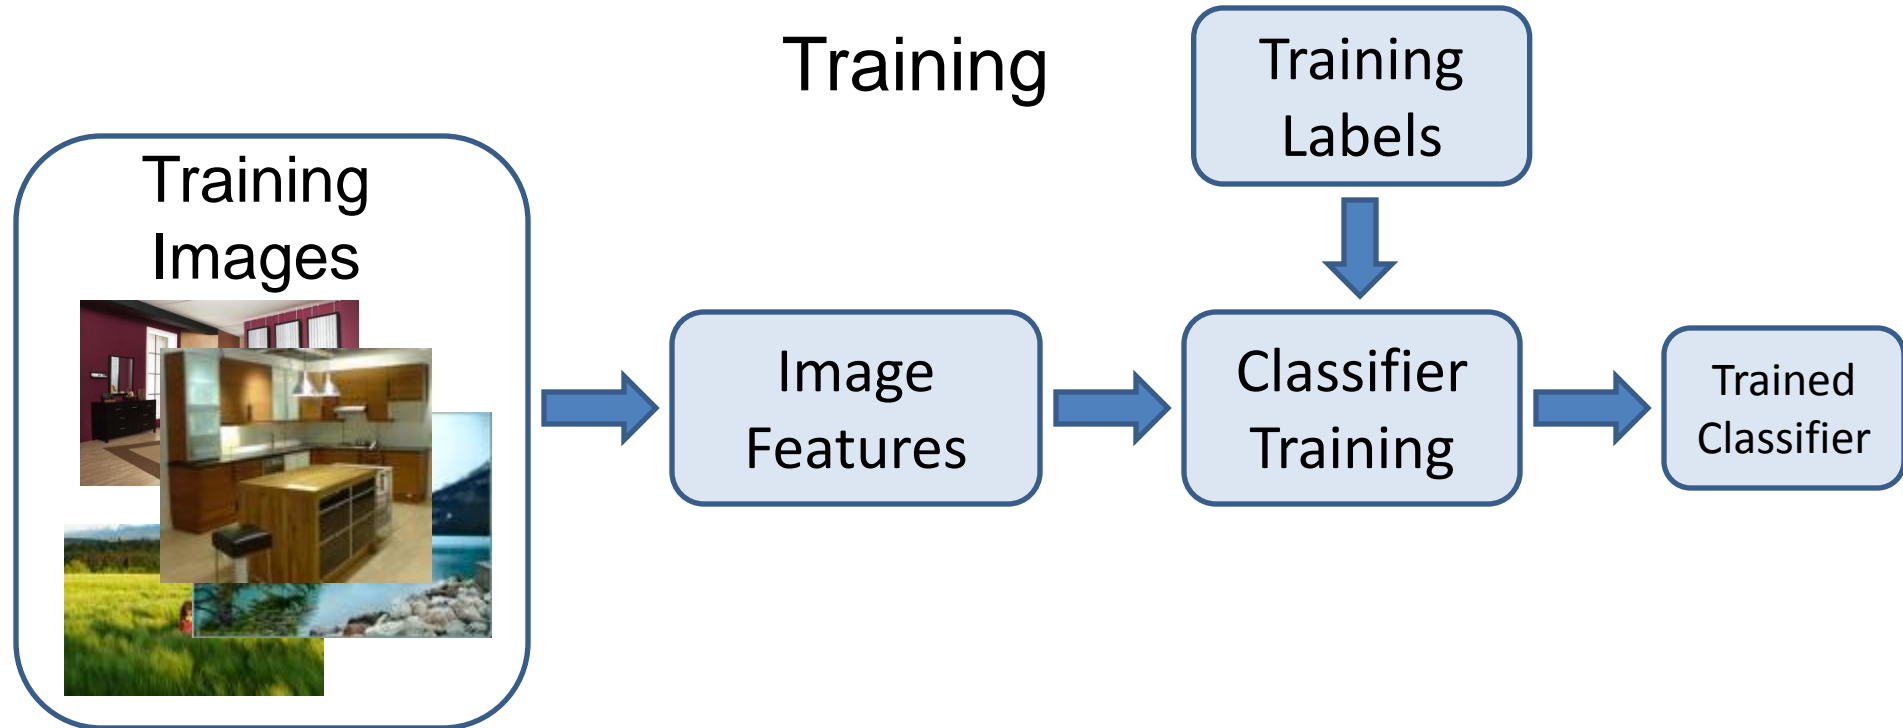 Training
Training
Labels
Training
Images
Image
Features
Classifier
Training
Trained
Classifier